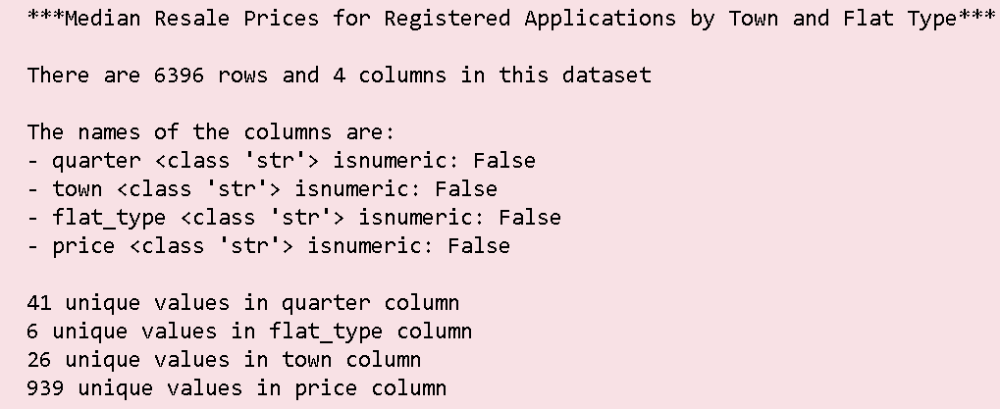 ***Median Resale Prices for Registered Applications by Town and Flat Type***
There are 6396 rows and 4 columns in this dataset
The names of the columns are:
- quarter <class 'str'> isnumeric: False
- town <class 'str'> isnumeric: False
- flat_type <class 'str'> isnumeric: False
- price <class 'str'> isnumeric: False
41 unique values in quarter column
6 unique values in flat_type column
26 unique values in town column
939 unique values in price column